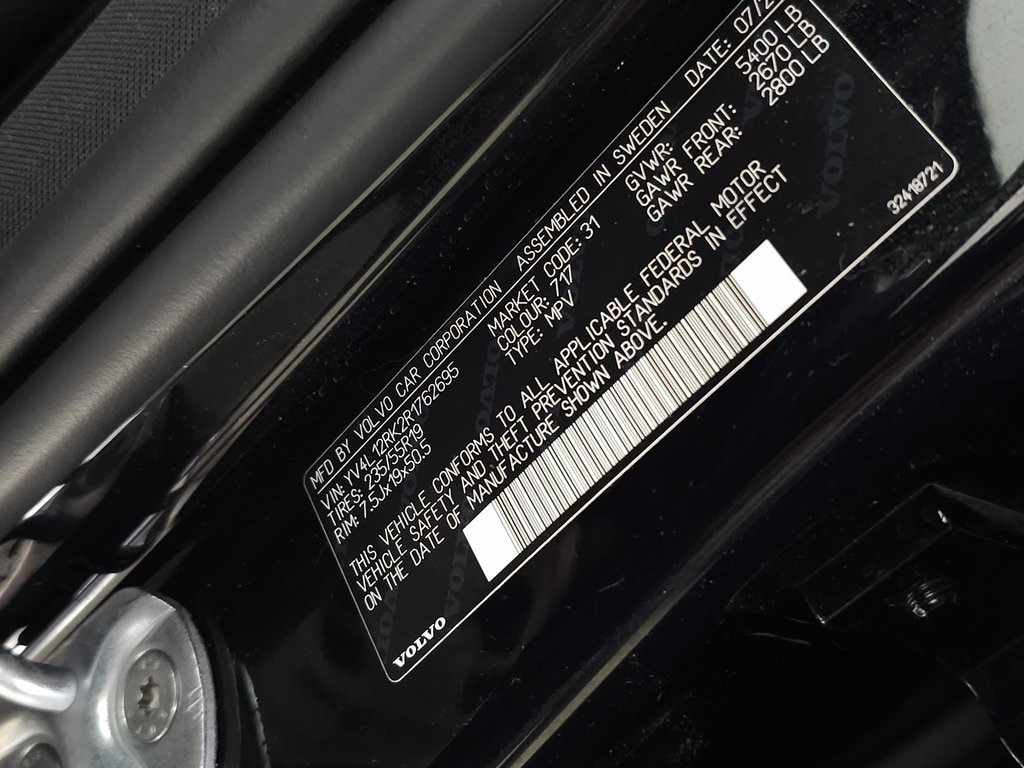 MFD BY VOLVO CAR CORPORATION ASSEMBLED IN SWEDEN DATE: 07/2
VIN: YV4L12RK2R1762695 MARKET CODE: 31 GVWR: 5400 LB
TIRES: 235/55R19 COLOUR: 717 GAWR FRONT: 2670 LB
RIM: 7.5Jx19x50.5 TYPE: MPV GAWR REAR: 2800 LB
THIS VEHICLE CONFORMS TO ALL APPLICABLE FEDERAL MOTOR
VEHICLE SAFETY AND THEFT PREVENTION STANDARDS IN EFFECT
ON THE DATE OF MANUFACTURE SHOWN ABOVE.
VOLVO
32418721